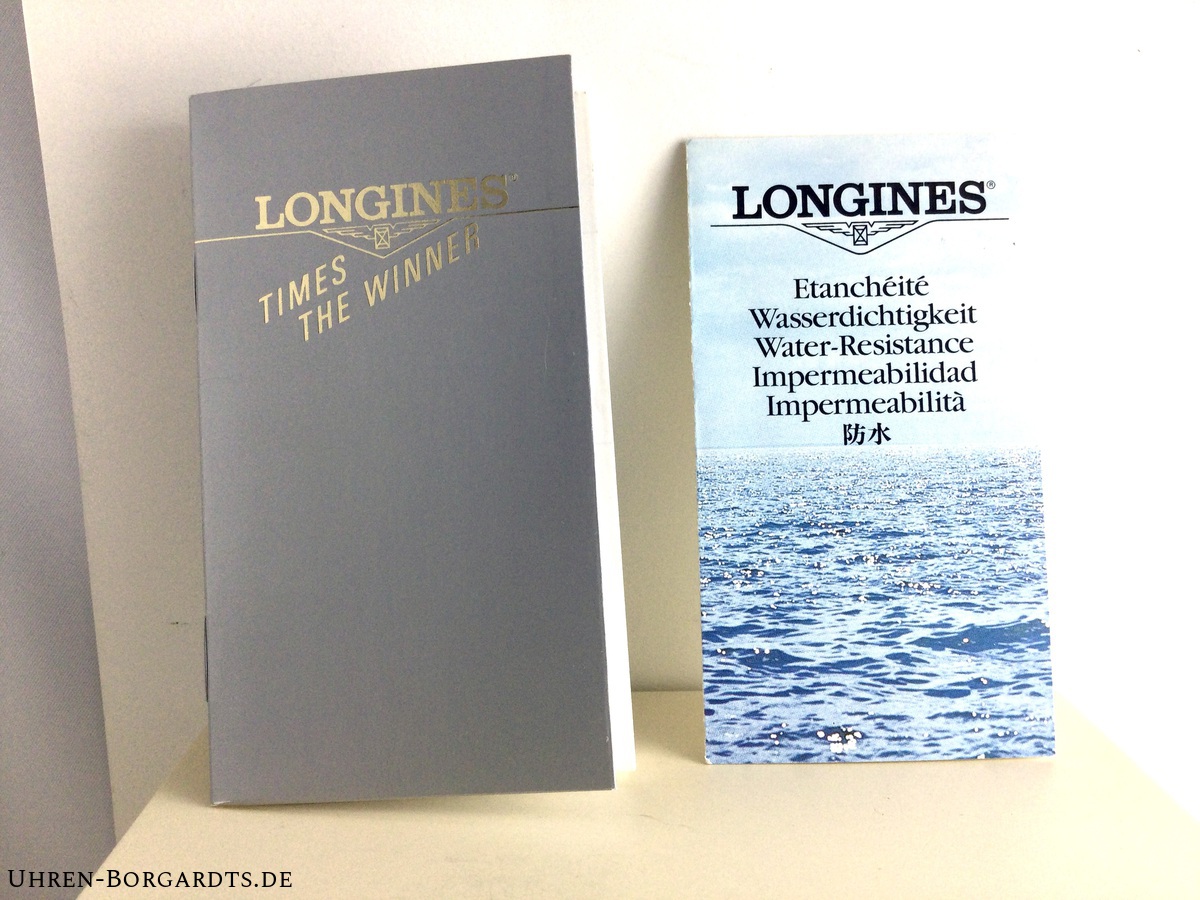 LONGINES
TIMES
THE WINNER
LONGINES®
Etanchéité
Wasserdichtigkeit
Water-Resistance
Impermeabilidad
Impermeabilità
防水
UHREN-BORGARDTS.DE